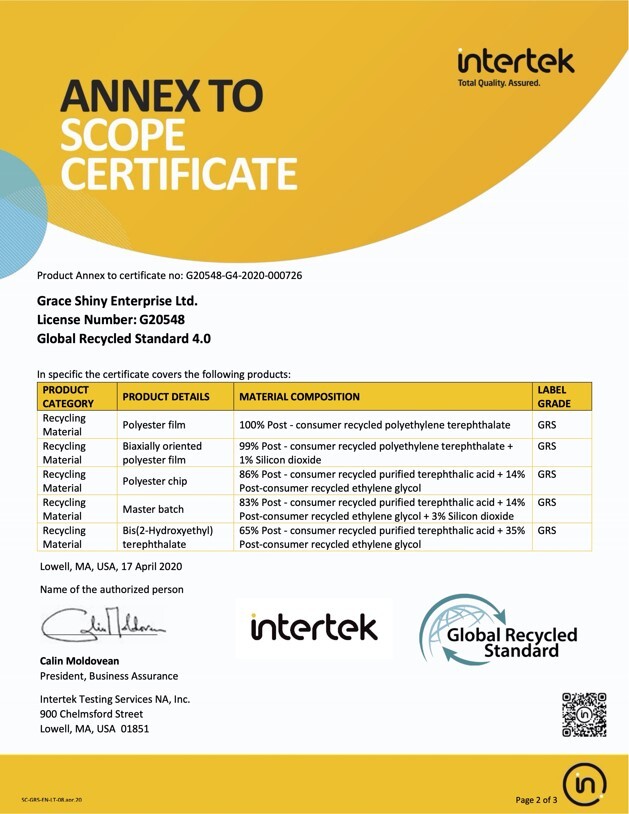 intertek
Total Quality. Assured.
ANNEX TO
SCOPE
CERTIFICATE
Product Annex to certificate no: G20548-G4-2020-000726
Grace Shiny Enterprise Ltd.
License Number: G20548
Global Recycled Standard 4.0
In specific the certificate covers the following products:
PRODUCT CATEGORY PRODUCT DETAILS MATERIAL COMPOSITION LABEL GRADE
Recycling Material Polyester film 100% Post - consumer recycled polyethylene terephthalate GRS
Recycling Biaxially oriented 99% Post - consumer recycled polyethylene terephthalate + GRS
Material polyester film 1% Silicon dioxide
Recycling Material Polyester chip 86% Post - consumer recycled purified terephthalic acid + 14% GRS
Post-consumer recycled ethylene glycol
Recycling Material Master batch 83% Post - consumer recycled purified terephthalic acid + 14% GRS
Post-consumer recycled ethylene glycol + 3% Silicon dioxide
Recycling Bis(2-Hydroxyethyl) 65% Post - consumer recycled purified terephthalic acid + 35% GRS
Material terephthalate Post-consumer recycled ethylene glycol
Lowell, MA, USA, 17 April 2020
Name of the authorized person
Calin Moldovean
intertek
Global Recycled
Standard
Calin Moldovean
President, Business Assurance
Intertek Testing Services NA, Inc.
900 Chelmsford Street
Lowell, MA, USA 01851
in
Page 2 of 3
in